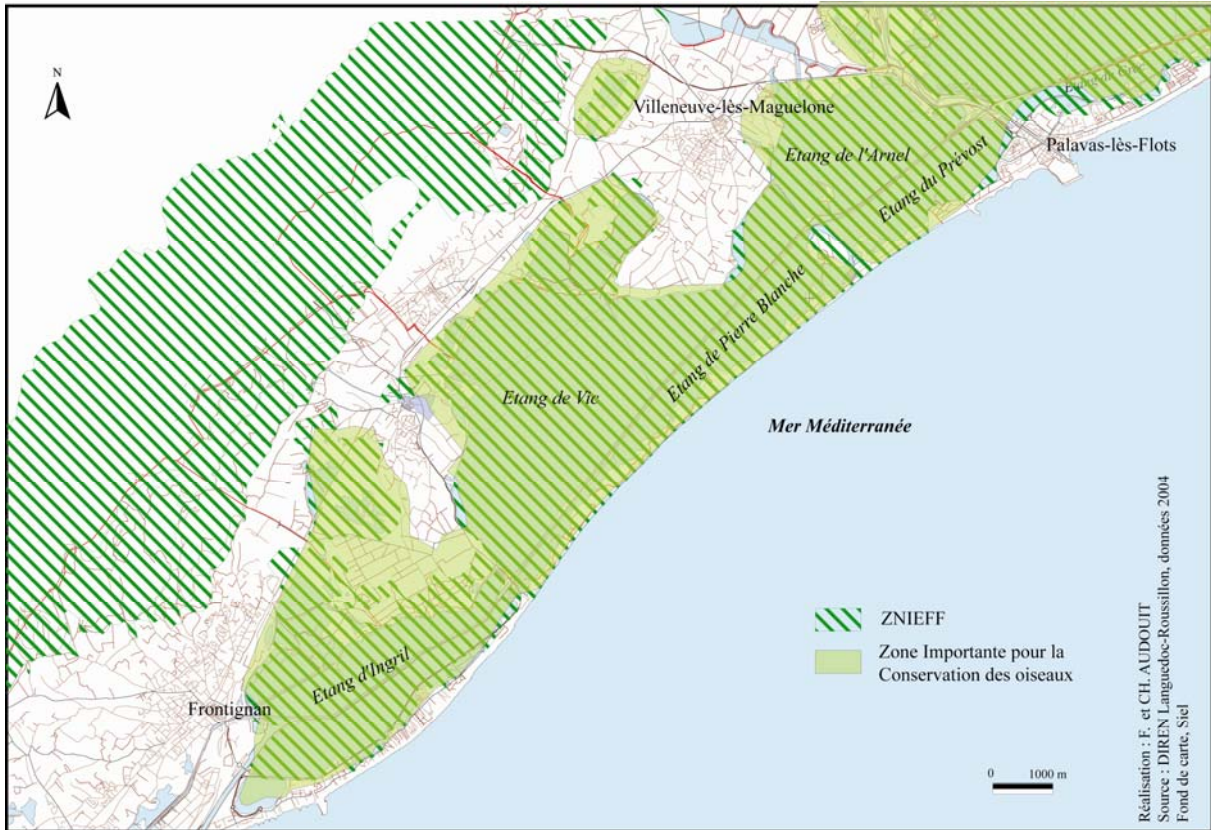 N
Villeneuve-lès-Maguelone
Etang de l'Arnel
Etang du Prévost
Palavas-lès-Flots
Etang de Pierre Blanche
Etang de Vic
Mer Méditerranée
Etang d'Ingril
Frontignan
ZNIEFF
Zone Importante pour la
Conservation des oiseaux
0 1000 m
Réalisation : F. et CH. AUDOUIT
Source : DIREN Languedoc-Roussillon, données 2004
Fond de carte, Siel